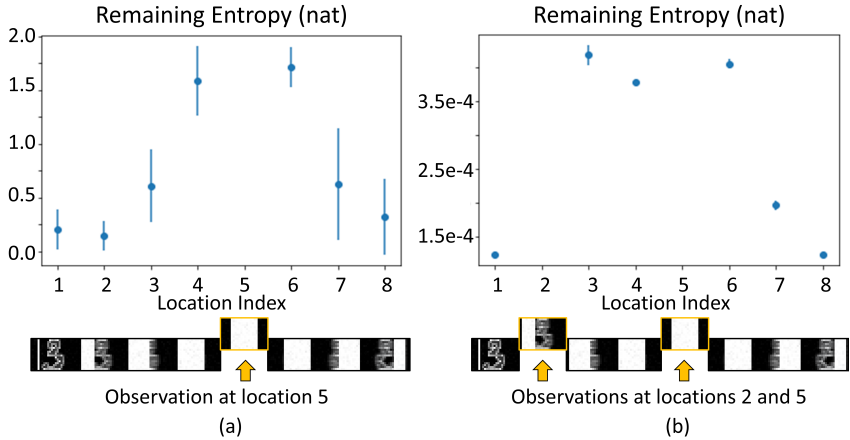 Remaining Entropy (nat)
2.0
1.5
1.0
0.5
0.0
1 2 3 4 5 6 7 8
Location Index
Observation at location 5
(a)
Remaining Entropy (nat)
3.5e-4
2.5e-4
1.5e-4
1 2 3 4 5 6 7 8
Location Index
Observations at locations 2 and 5
(b)